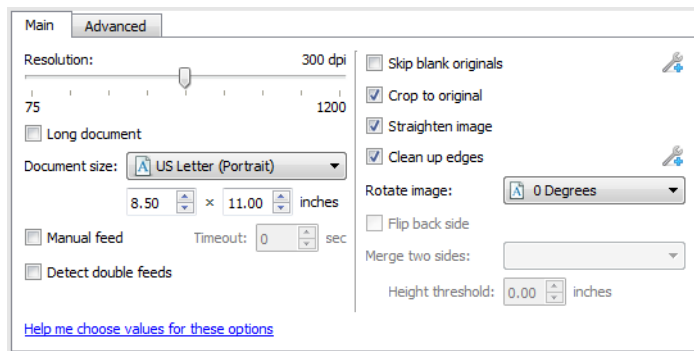 Main Advanced
Resolution: 300 dpi
75 1200
Long document
Document size: A US Letter (Portrait)
8.50 × 11.00 inches
Manual feed Timeout: 0 sec
Detect double feeds
Help me choose values for these options
Skip blank originals
Crop to original
Straighten image
Clean up edges
Rotate image: A 0 Degrees
Flip back side
Merge two sides:
Height threshold: 0.00 inches